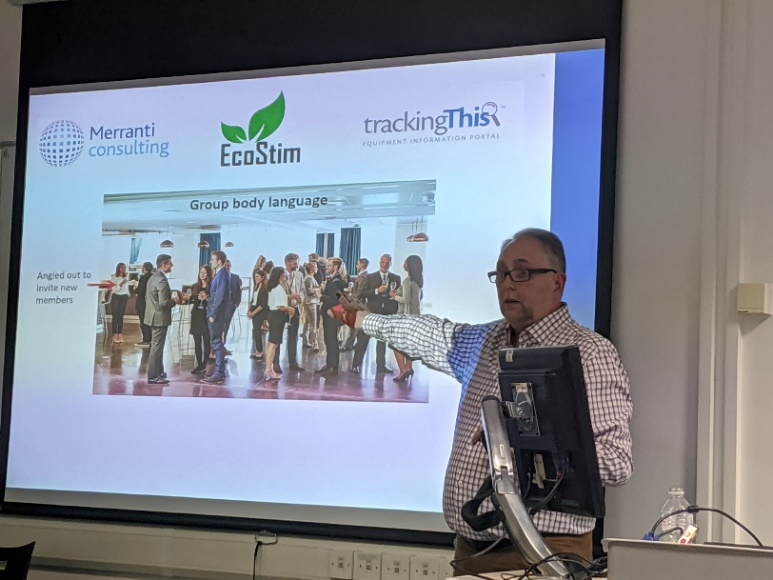 Merranti
consulting
EcoStim
trackingThis
EQUIPMENT INFORMATION PORTAL
Group body language
Angled out to
invite new
members